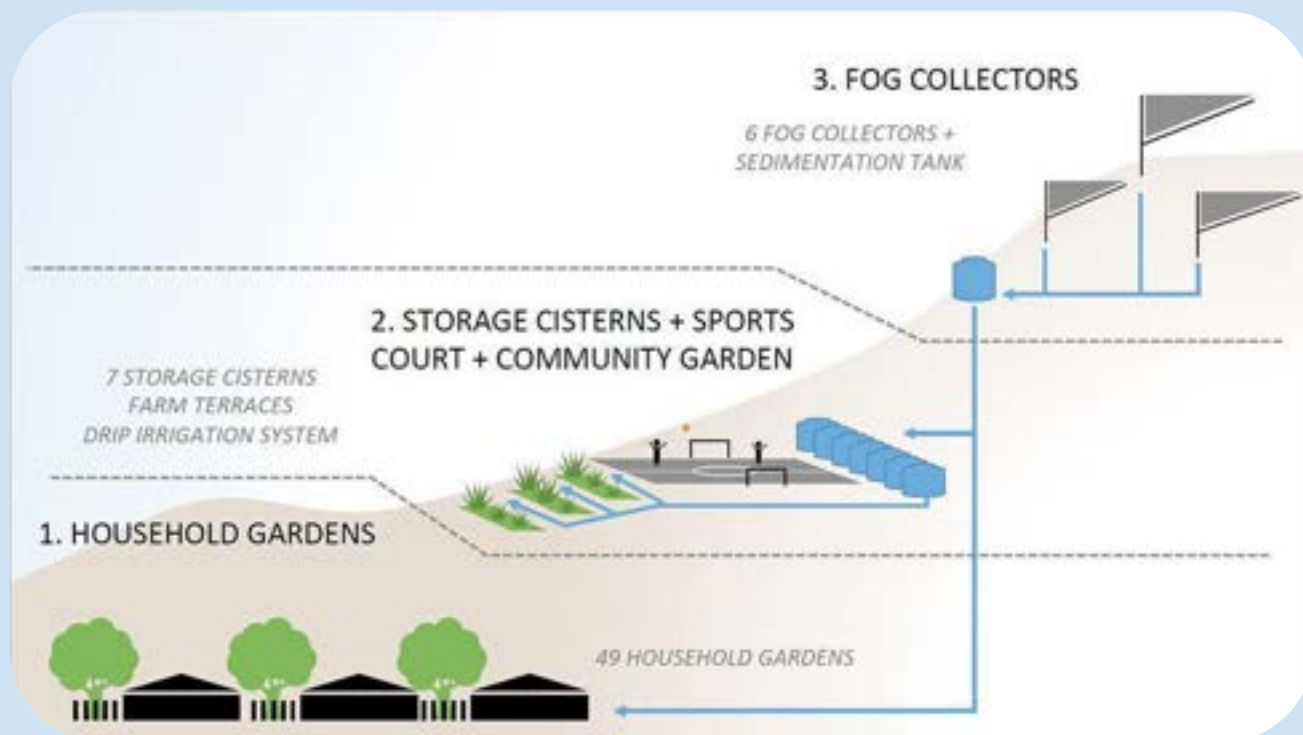 3. FOG COLLECTORS
6 FOG COLLECTORS +
SEDIMENTATION TANK
2. STORAGE CISTERNS + SPORTS
COURT + COMMUNITY GARDEN
7 STORAGE CISTERNS
FARM TERRACES
DRIP IRRIGATION SYSTEM
1. HOUSEHOLD GARDENS
49 HOUSEHOLD GARDENS